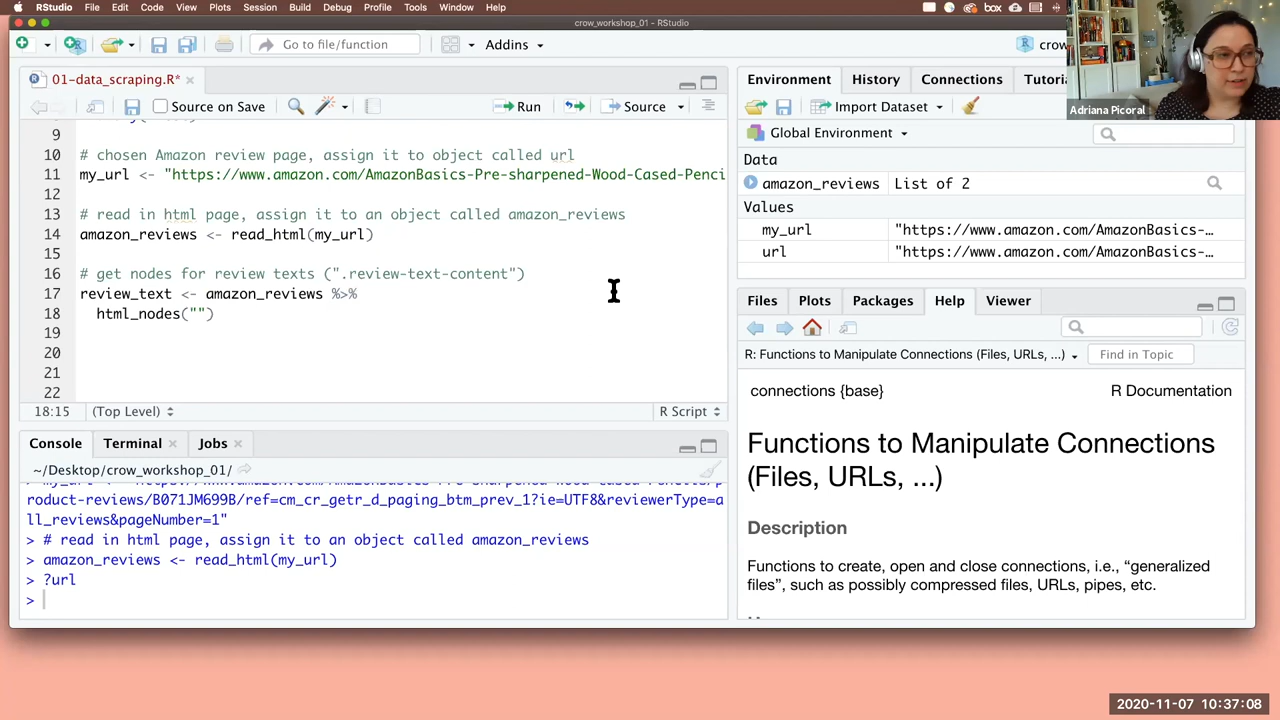 RStudio File Edit Code View Plots Session Build Debug Profile Tools Window Help
box
crow_workshop_01 - RStudio
Go to file/function
Addins
crow
01-data_scraping.R*
Source on Save
Run
Source
9
10 # chosen Amazon review page, assign it to object called url
11 my_url <- "https://www.amazon.com/AmazonBasics-Pre-sharpened-Wood-Cased-Penci
12
13 # read in html page, assign it to an object called amazon_reviews
14 amazon_reviews <- read_html(my_url)
15
16 # get nodes for review texts (".review-text-content")
17 review_text <- amazon_reviews %>%
18 html_nodes("")
19
20
21
22
18:15 (Top Level) R Script
Console Terminal Jobs
~/Desktop/crow_workshop_01/
roduct-reviews/B071JM699B/ref=cm_cr_getr_d_paging_btm_prev_1?ie=UTF8&reviewerType=a
ll_reviews&pageNumber=1"
> # read in html page, assign it to an object called amazon_reviews
> amazon_reviews <- read_html(my_url)
> ?url
>
Environment History Connections Tutoria
Import Dataset
Global Environment
Data
amazon_reviews List of 2
Values
my_url "https://www.amazon.com/AmazonBasics-…
url "https://www.amazon.com/AmazonBasics-…
Files Plots Packages Help Viewer
R: Functions to Manipulate Connections (Files, URLs, ...) Find in Topic
connections {base} R Documentation
Functions to Manipulate Connections
(Files, URLs, ...)
Description
Functions to create, open and close connections, i.e., “generalized
files”, such as possibly compressed files, URLs, pipes, etc.
Adriana Picoral
2020-11-07 10:37:08